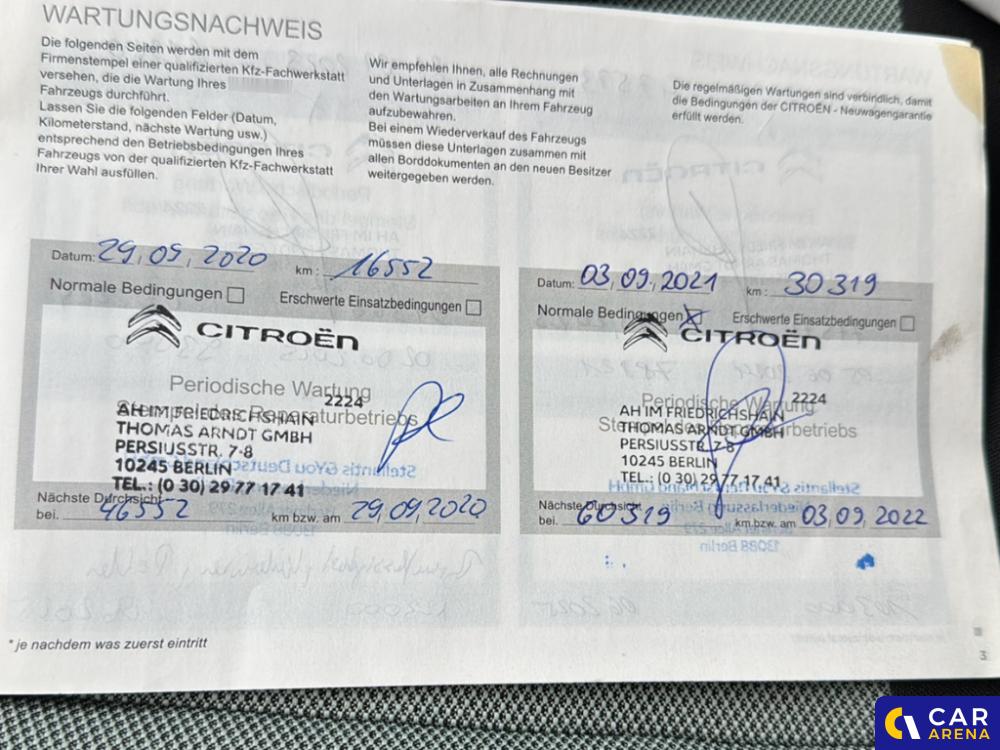 WARTUNGSNACHWEIS
Die folgenden Seiten werden mit dem
Firmenstempel einer qualifizierten Kfz-Fachwerkstatt
versehen, die die Wartung Ihres
Fahrzeugs durchführt.
Lassen Sie die folgenden Felder (Datum,
Kilometerstand, nächste Wartung usw.)
entsprechend den Betriebsbedingungen Ihres
Fahrzeugs von der qualifizierten Kfz-Fachwerkstatt
Ihrer Wahl ausfüllen.
Wir empfehlen Ihnen, alle Rechnungen
und Unterlagen in Zusammenhang mit
den Wartungsarbeiten an Ihrem Fahrzeug
aufzubewahren.
Bei einem Wiederverkauf des Fahrzeugs
müssen diese Unterlagen zusammen mit
allen Borddokumenten an den neuen Besitzer
weitergegeben werden.
Die regelmäßigen Wartungen sind verbindlich, damit
die Bedingungen der CITROËN - Neuwagengarantie
erfüllt werden.
Datum: 29.09.2020 km : 16552
Normale Bedingungen Erschwerte Einsatzbedingungen
CITROËN
Periodische Wartung
2224
Stempel des Reparaturbetriebs
AH IM FRIEDRICHSHAIN
THOMAS ARNDT GMBH
PERSIUSSTR. 7-8
10245 BERLIN
TEL.: (0 30) 29 77 17 41
Nächste Durchsicht
bei. 46552 km bzw. am 29.09.2020
Datum: 03.09.2021 km : 30319
Normale Bedingungen Erschwerte Einsatzbedingungen
CITROËN
Periodische Wartung
2224
Stempel des Reparaturbetriebs
AH IM FRIEDRICHSHAIN
THOMAS ARNDT GMBH
PERSIUSSTR. 7-8
10245 BERLIN
TEL.: (0 30) 29 77 17 41
Nächste Durchsicht
bei. 60319 km bzw. am 03.09.2022
* je nachdem was zuerst eintritt
3
CAR
ARENA